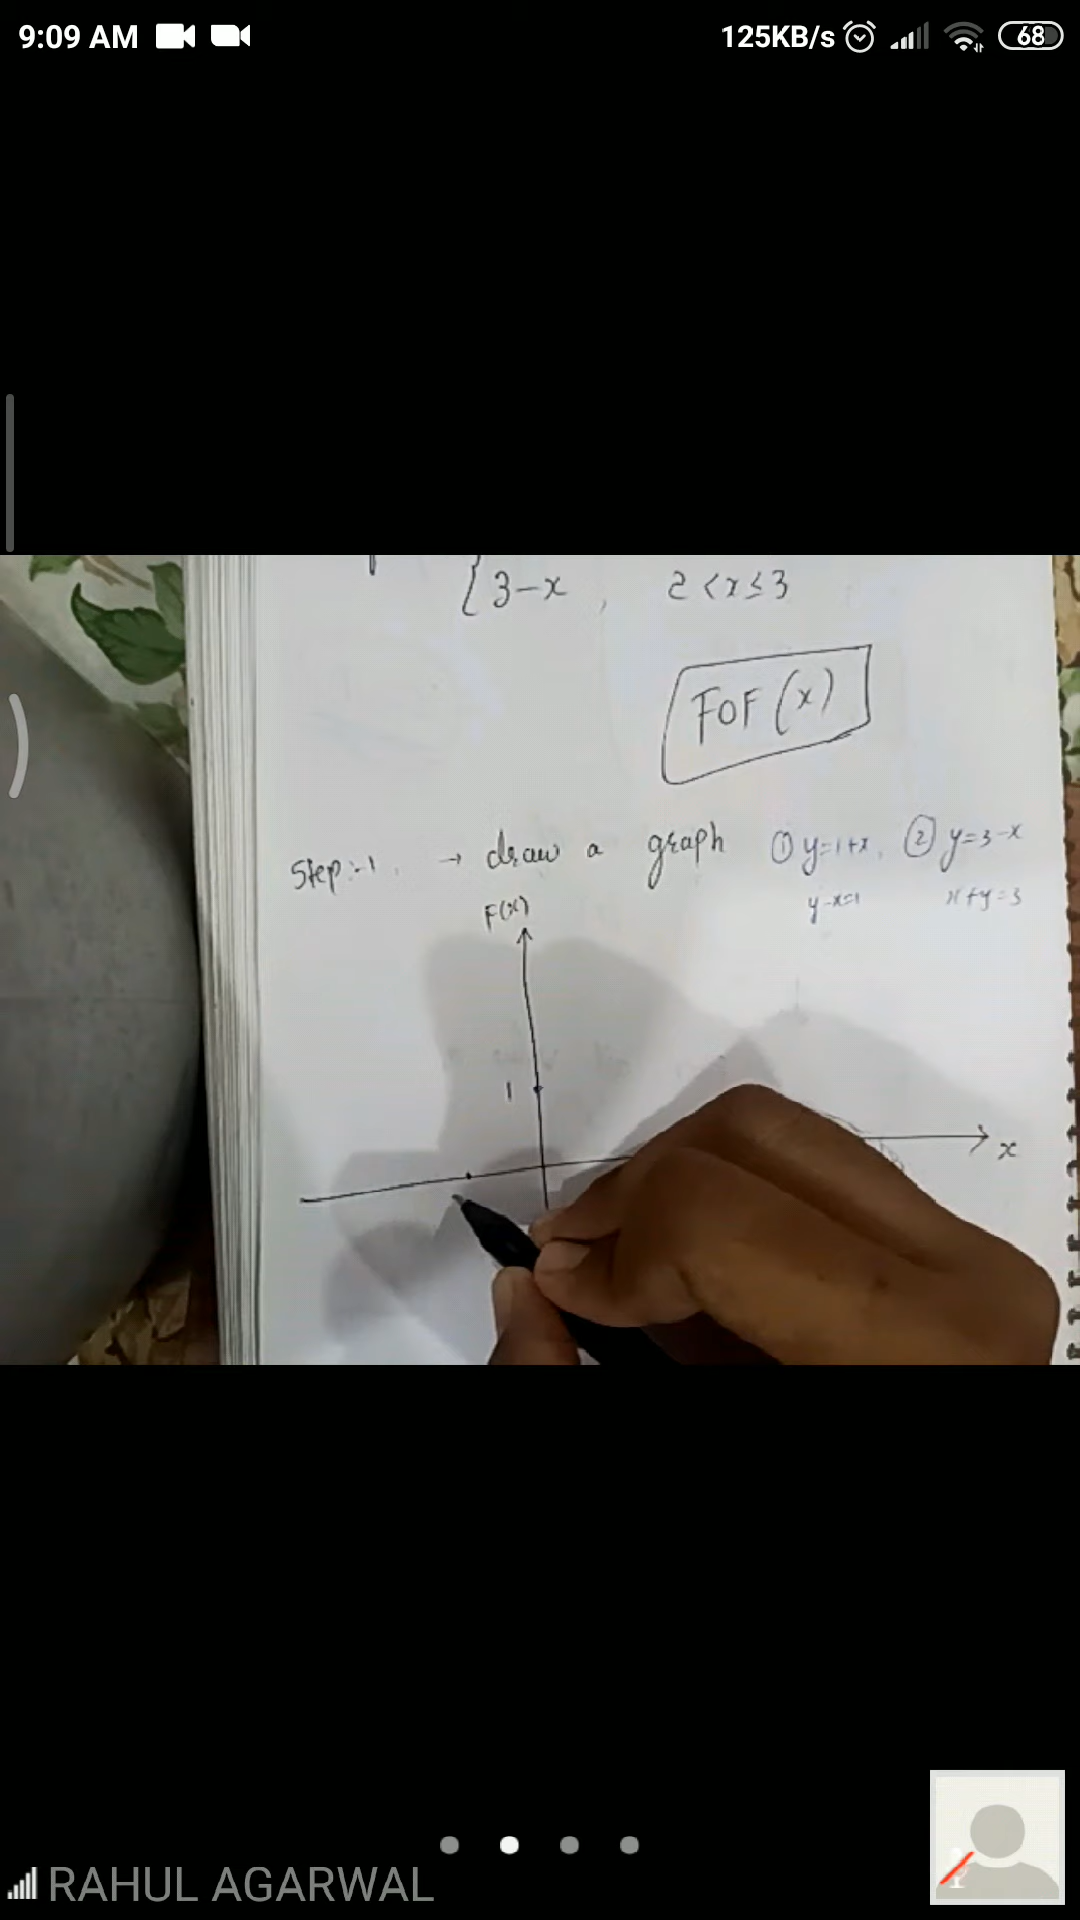 9:09 AM 125KB/s 68
3-x , 2<x≤3
FOF (x)
Step:-1. → draw a graph ① y=1+x, ② y=3-x
y-x=1 x+y=3
F(x)
1
x
RAHUL AGARWAL